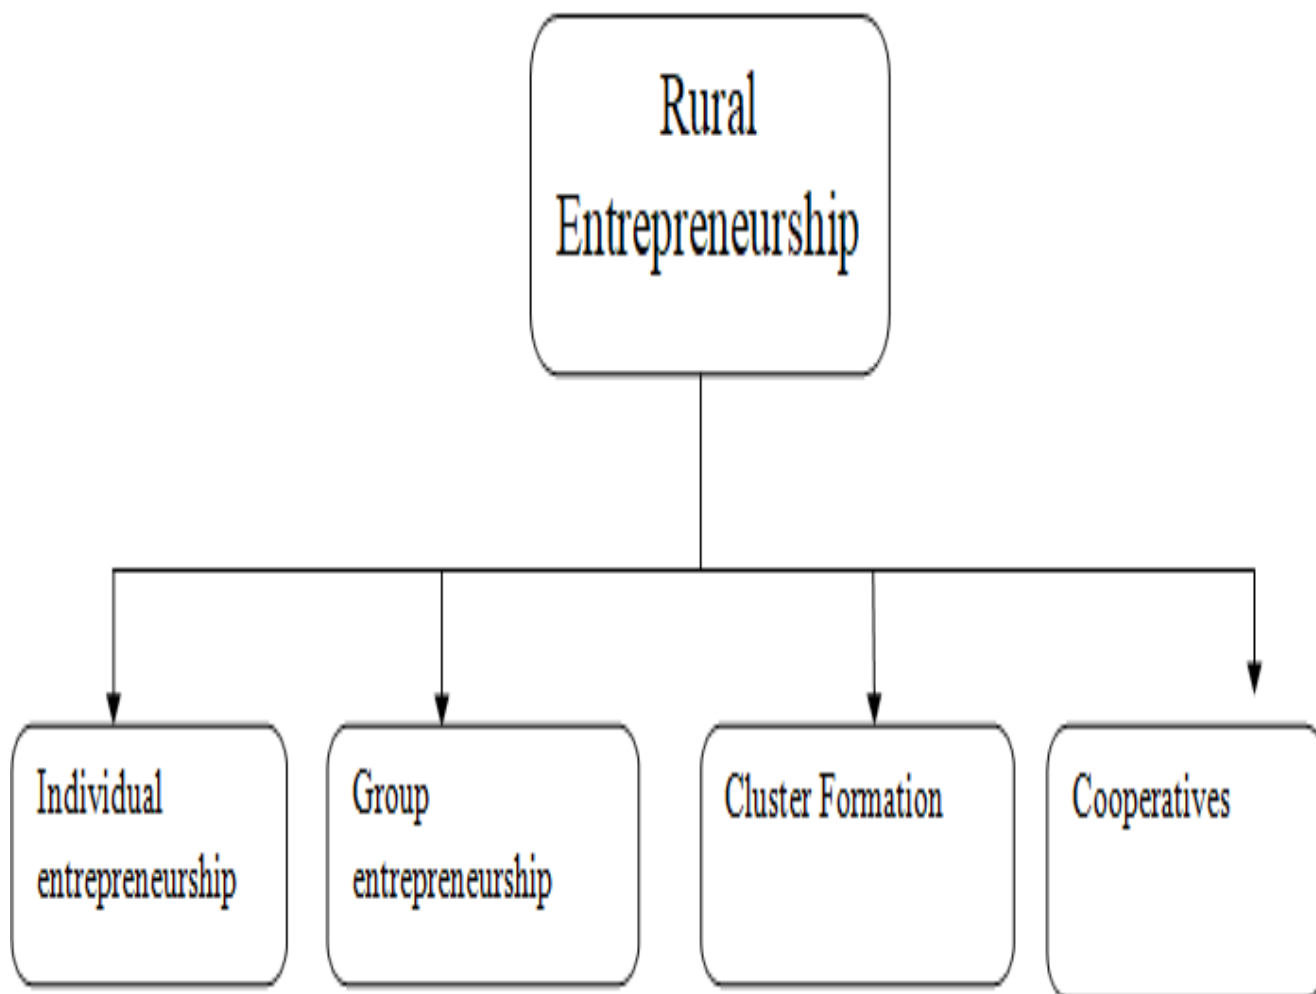 Rural
Entrepreneurship
Individual
entrepreneurship
Group
entrepreneurship
Cluster Formation
Cooperatives